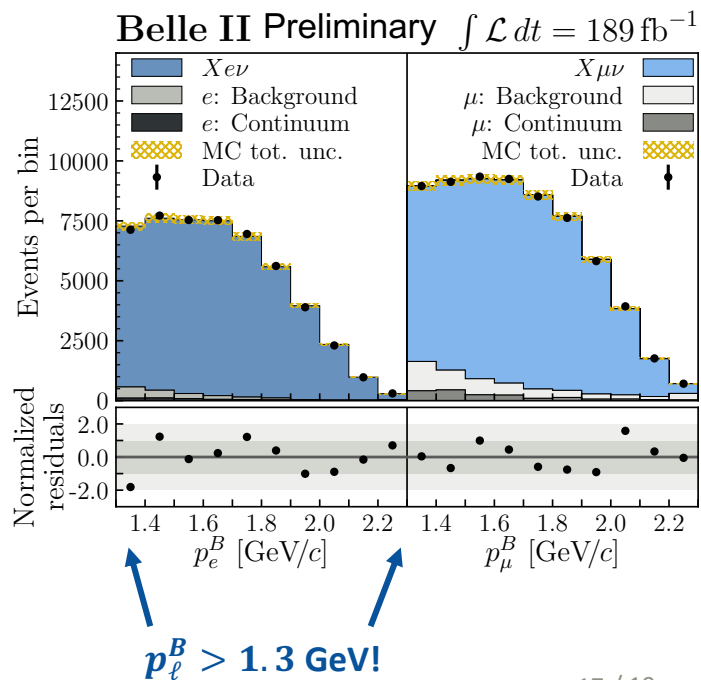 Belle II Preliminary ∫ 𝓛 dt = 189 fb⁻¹
Xeν
e: Background
e: Continuum
MC tot. unc.
Data
Xμν
μ: Background
μ: Continuum
MC tot. unc.
Data
Events per bin
12500
10000
7500
5000
2500
0
Normalized
residuals
2.0
0.0
-2.0
1.4 1.6 1.8 2.0 2.2 1.4 1.6 1.8 2.0 2.2
p_e^B [GeV/c] p_μ^B [GeV/c]
p_ℓ^B > 1.3 GeV!